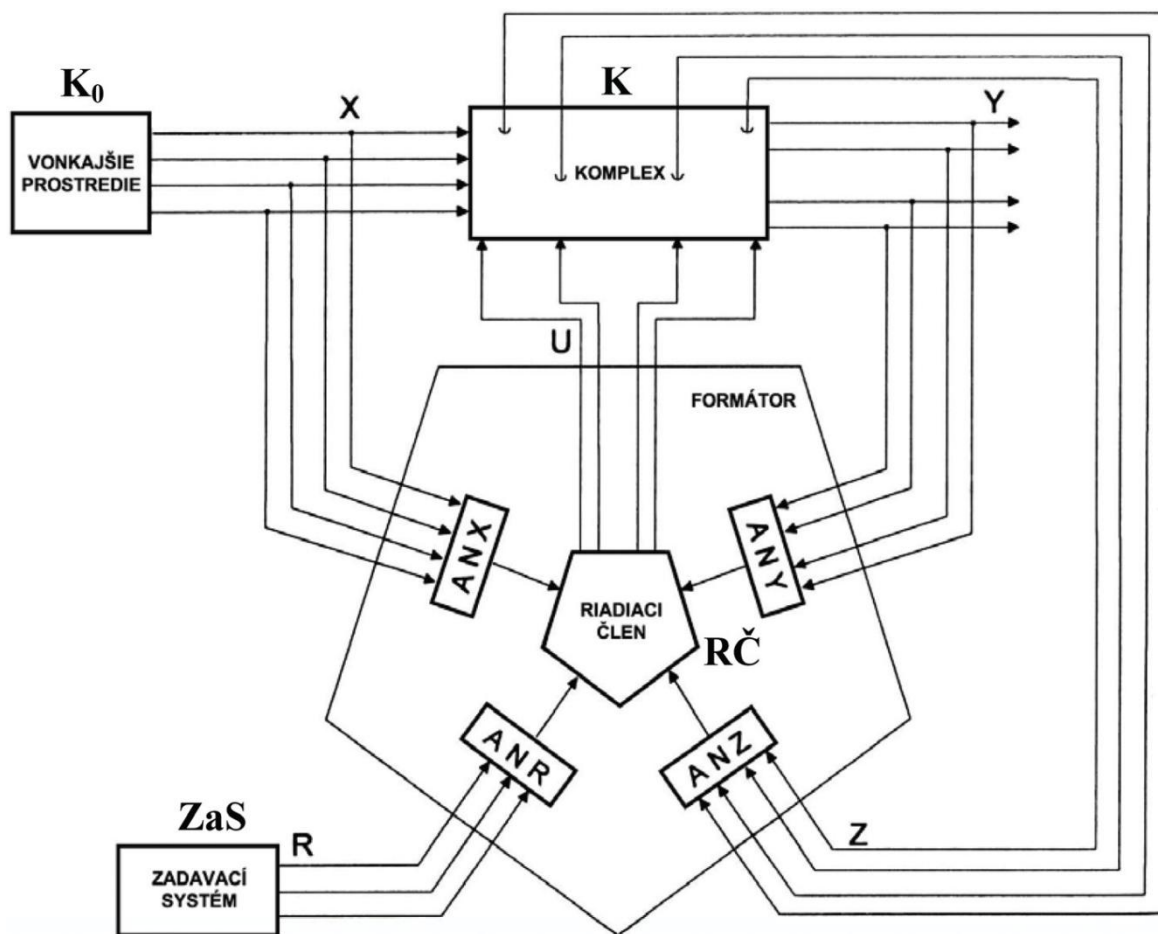 K₀
K
X
Y
VONKAJŠIE
PROSTREDIE
KOMPLEX
U
FORMÁTOR
ANX
ANY
RIADIACI
ČLEN
RČ
ANR
ANZ
ZaS
R
Z
ZADAVACÍ
SYSTÉM